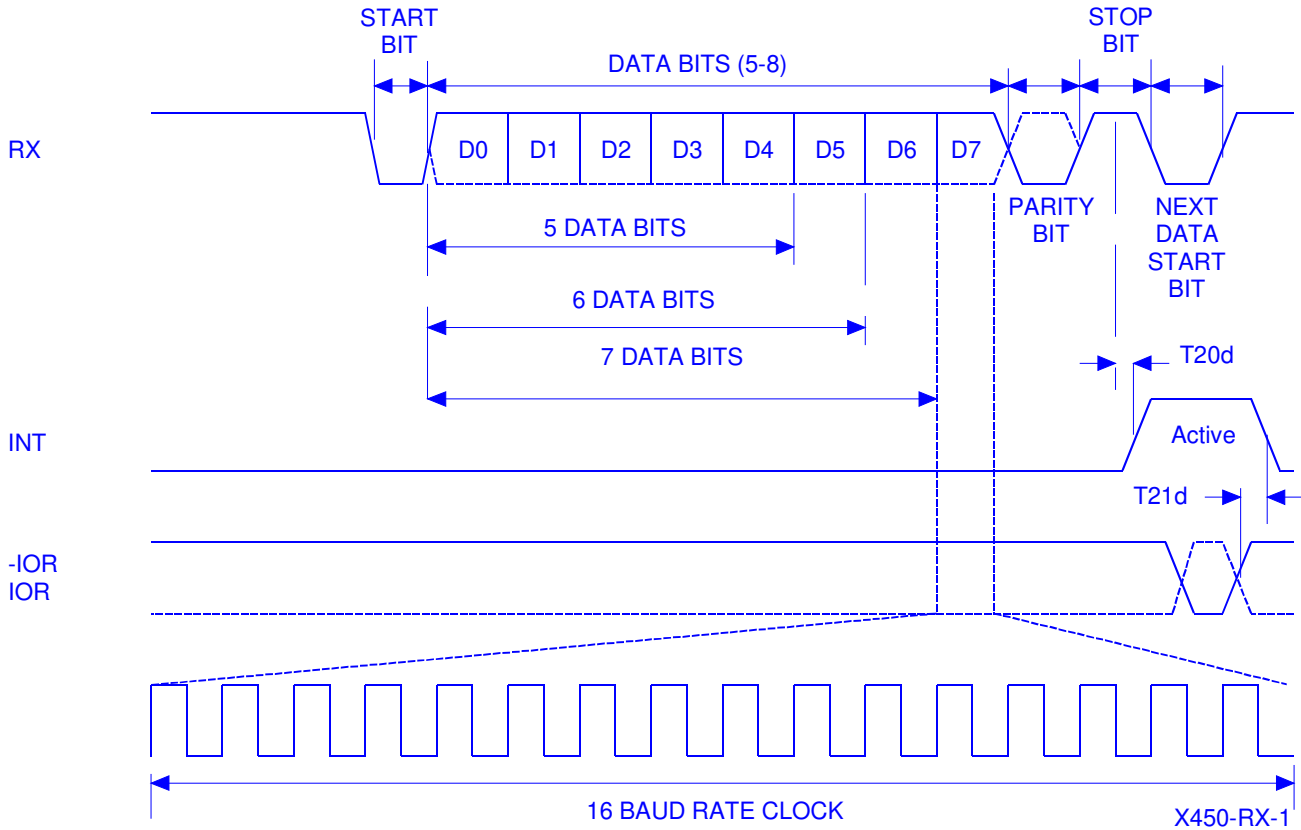 START
BIT
STOP
BIT
DATA BITS (5-8)
RX
D0 D1 D2 D3 D4 D5 D6 D7
PARITY
BIT
NEXT
DATA
START
BIT
5 DATA BITS
6 DATA BITS
7 DATA BITS
T20d
INT
Active
T21d
-IOR
IOR
16 BAUD RATE CLOCK
X450-RX-1